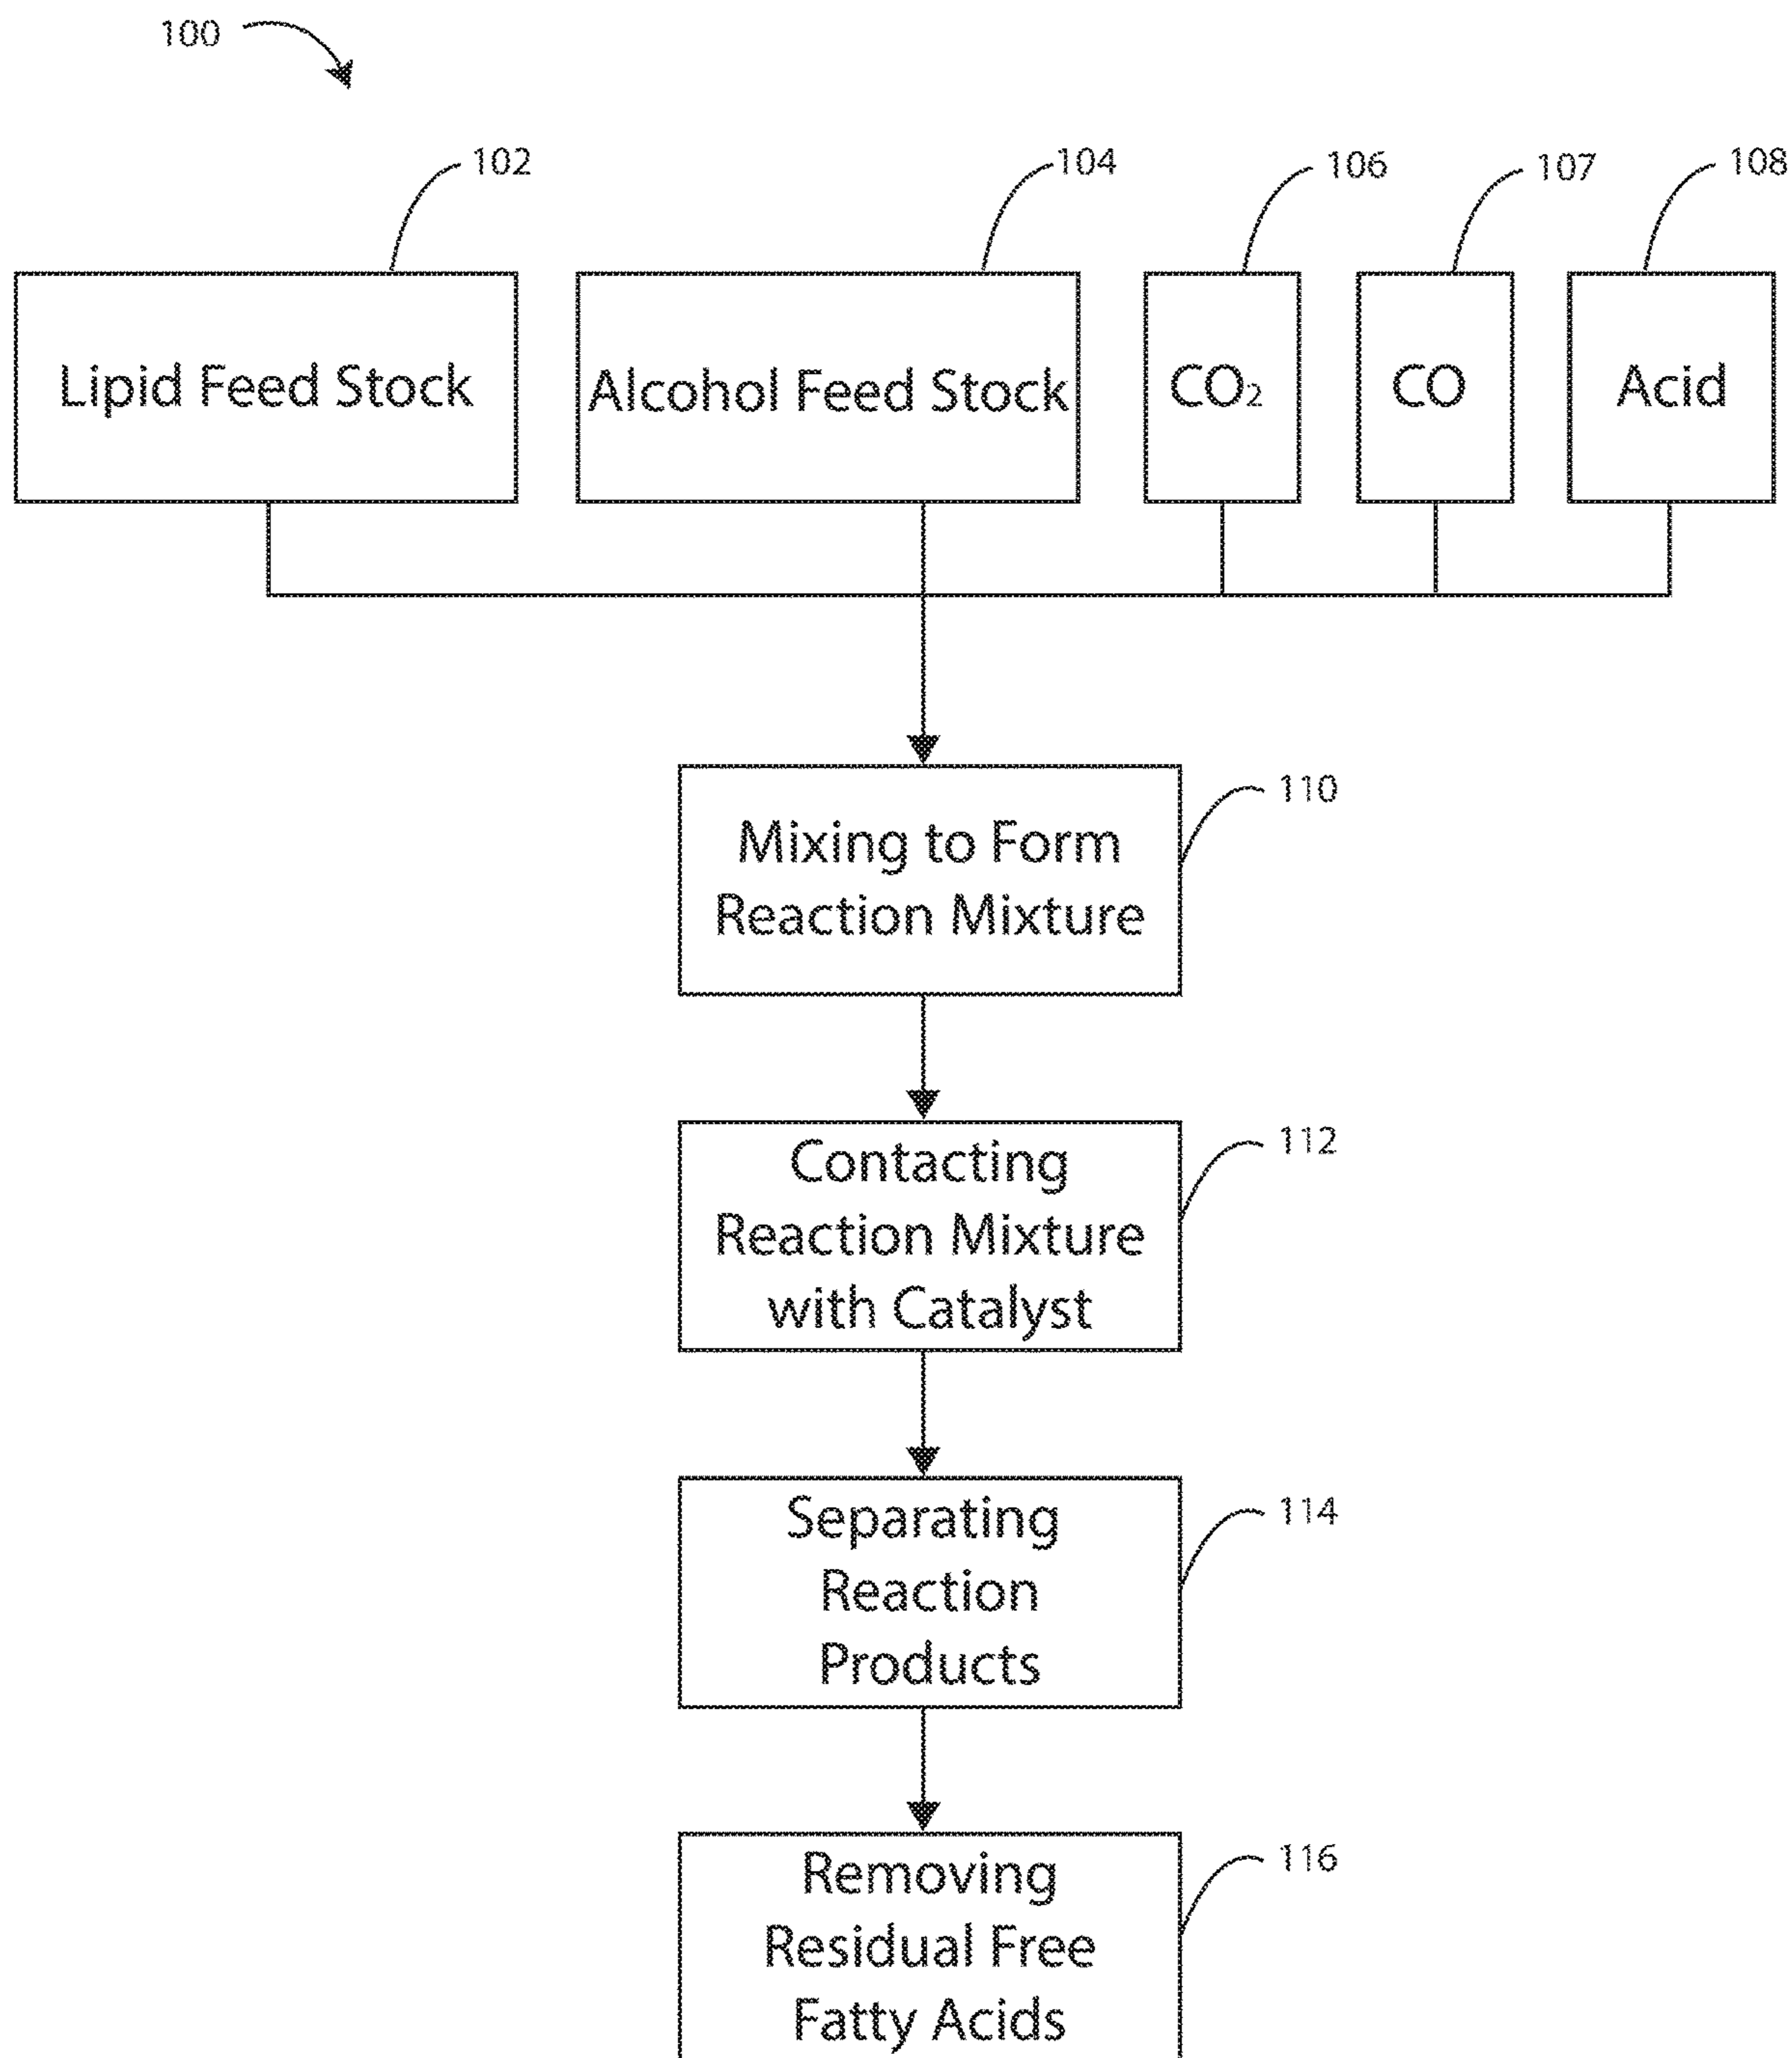 100
102
104
106
107
108
Lipid Feed Stock
Alcohol Feed Stock
CO₂
CO
Acid
110
Mixing to Form
Reaction Mixture
112
Contacting
Reaction Mixture
with Catalyst
114
Separating
Reaction
Products
116
Removing
Residual Free
Fatty Acids